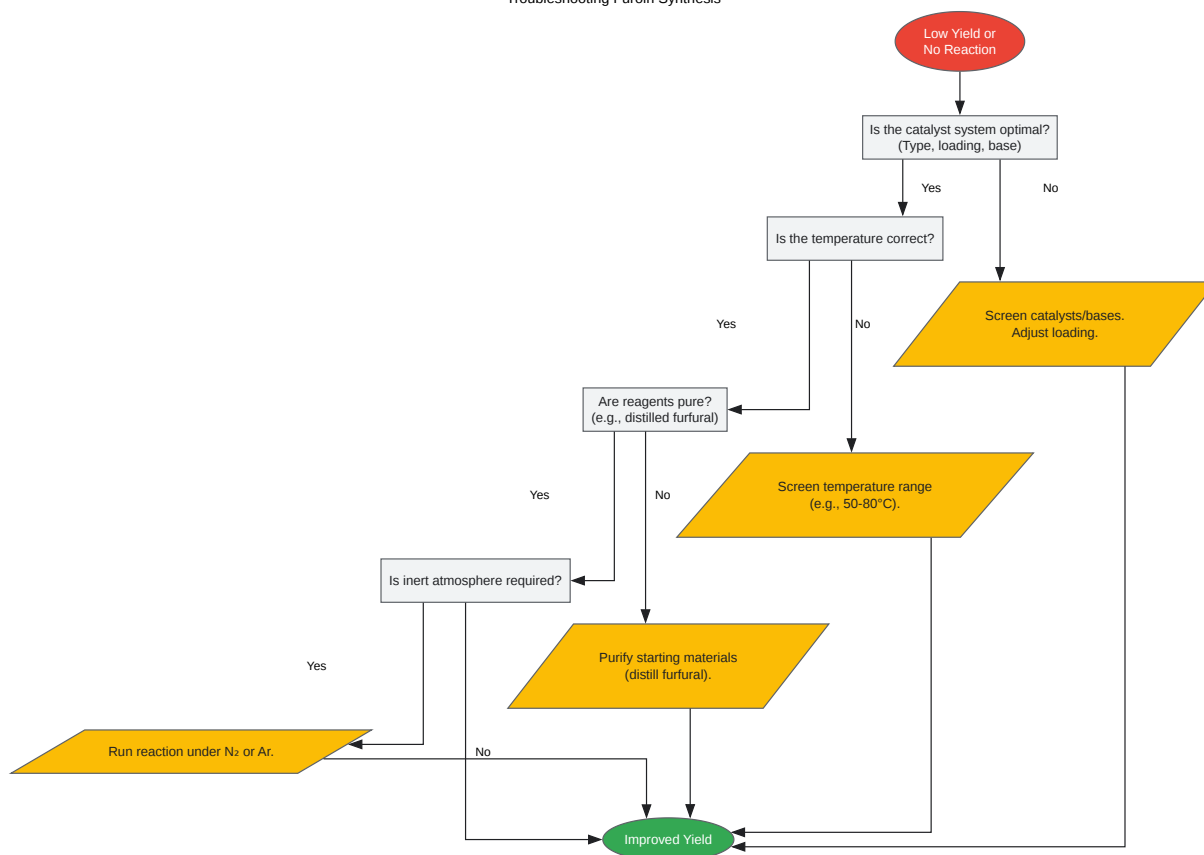 Troubleshooting Furoin Synthesis
Low Yield or
No Reaction
Is the catalyst system optimal?
(Type, loading, base)
Yes
No
Is the temperature correct?
Screen catalysts/bases.
Adjust loading.
Yes
No
Are reagents pure?
(e.g., distilled furfural)
Screen temperature range
(e.g., 50-80°C).
Yes
No
Is inert atmosphere required?
Purify starting materials
(distill furfural).
Yes
Run reaction under N₂ or Ar.
No
Improved Yield